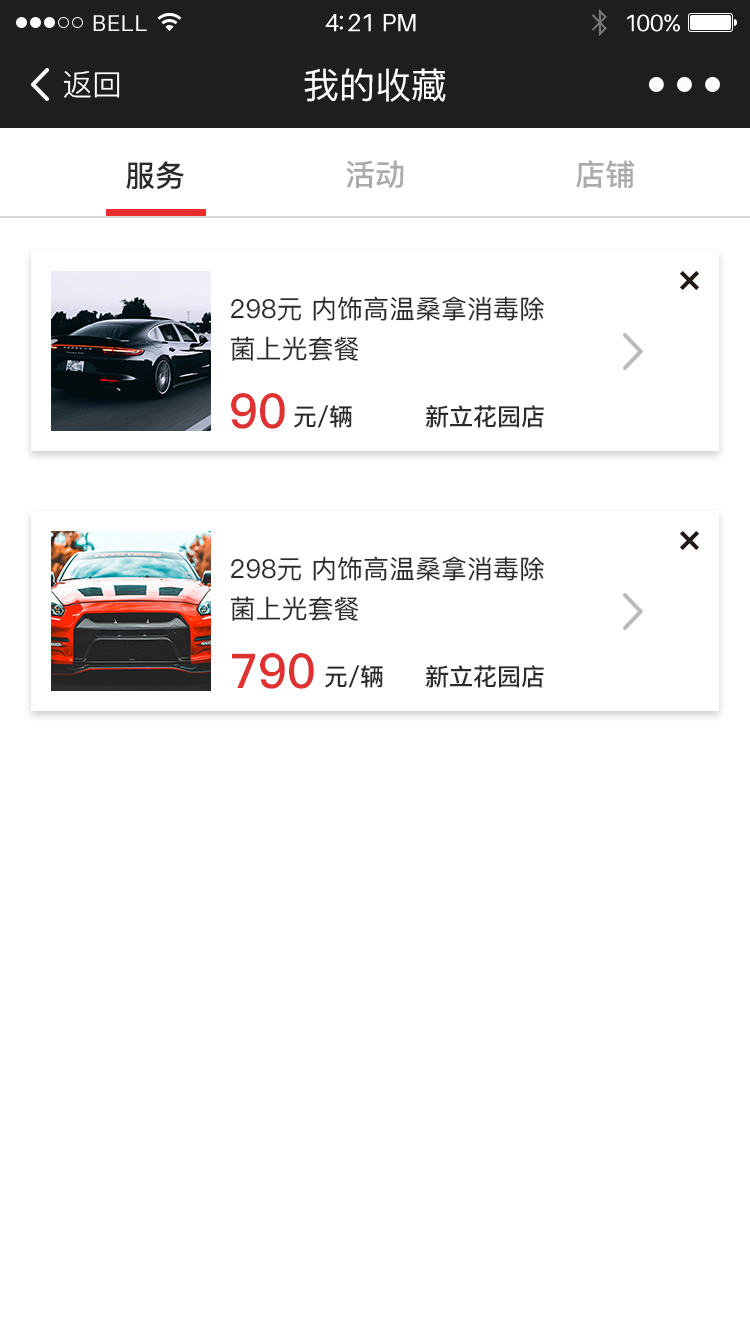 BELL 4:21 PM 100%
返回 我的收藏
服务 活动 店铺
298元 内饰高温桑拿消毒除
菌上光套餐
90 元/辆 新立花园店
298元 内饰高温桑拿消毒除
菌上光套餐
790 元/辆 新立花园店